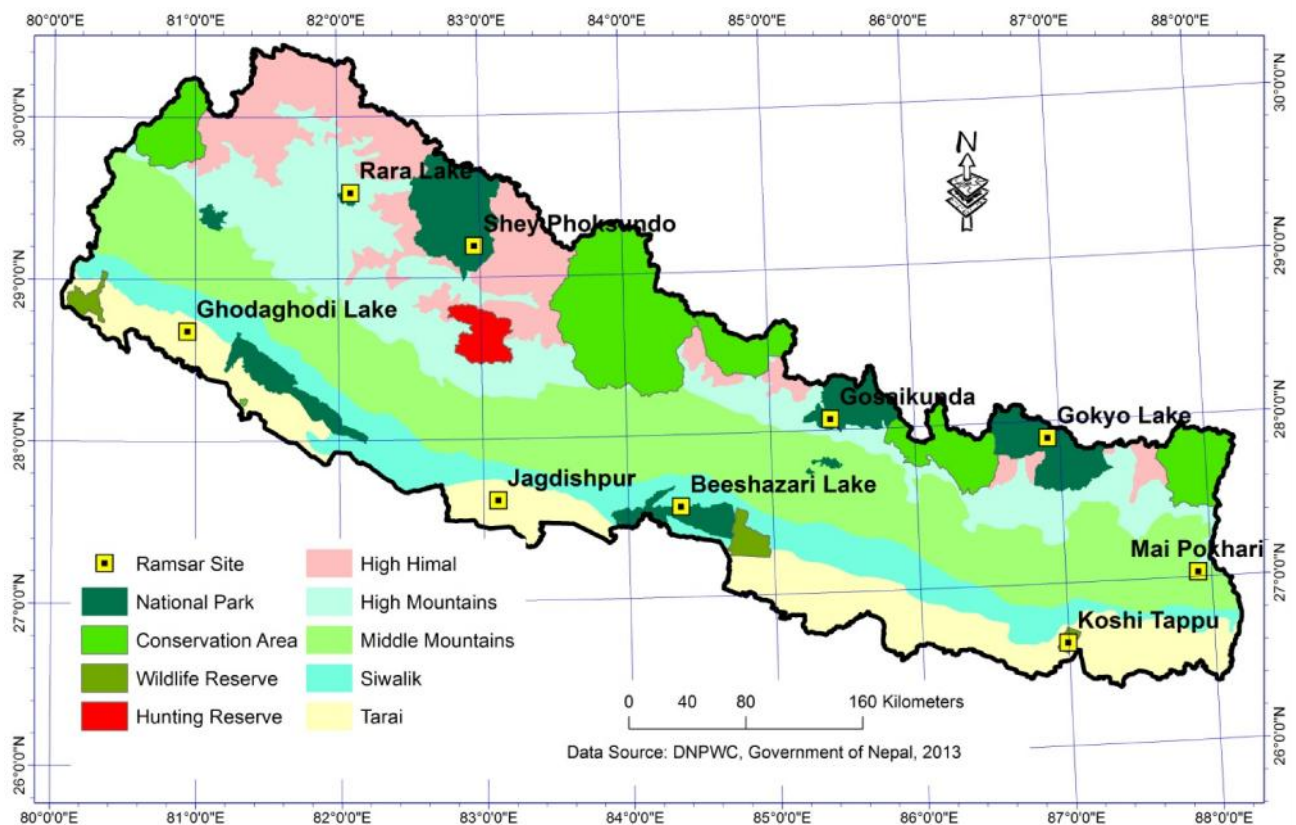 80°0'0"E 81°0'0"E 82°0'0"E 83°0'0"E 84°0'0"E 85°0'0"E 86°0'0"E 87°0'0"E 88°0'0"E
30°0'0"N
29°0'0"N
28°0'0"N
27°0'0"N
26°0'0"N
30°0'0"N
29°0'0"N
28°0'0"N
27°0'0"N
26°0'0"N
N
Rara Lake
Shey Phoksundo
Ghodaghodi Lake
Gosaikunda
Gokyo Lake
Jagdishpur
Beeshazari Lake
Mai Pokhari
Koshi Tappu
Ramsar Site
National Park
Conservation Area
Wildlife Reserve
Hunting Reserve
High Himal
High Mountains
Middle Mountains
Siwalik
Tarai
0 40 80 160 Kilometers
Data Source: DNPWC, Government of Nepal, 2013
80°0'0"E 81°0'0"E 82°0'0"E 83°0'0"E 84°0'0"E 85°0'0"E 86°0'0"E 87°0'0"E 88°0'0"E